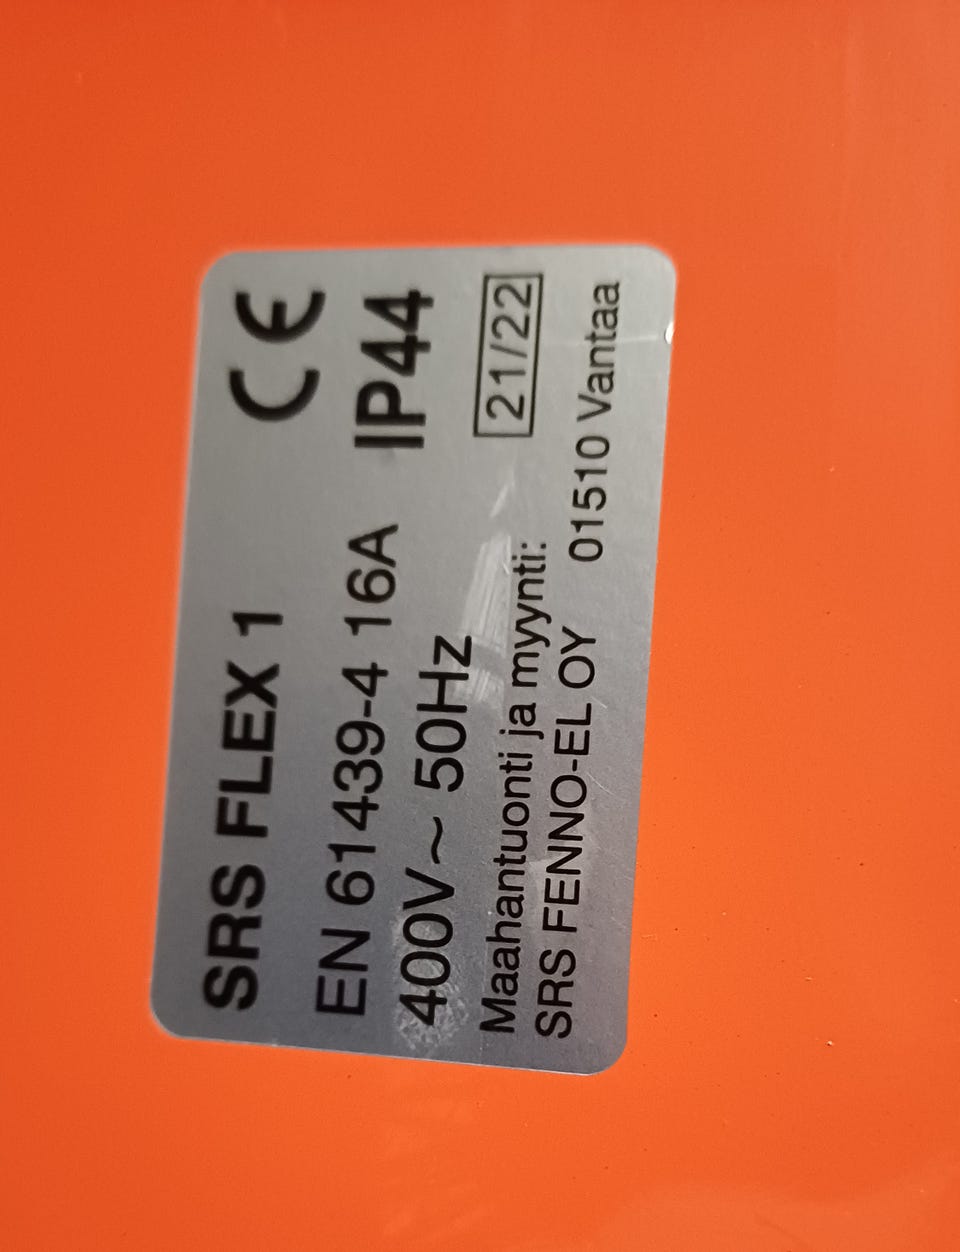 SRS FLEX 1 CE
EN 61439-4 16A IP44
400V~ 50Hz
21/22
Maahantuonti ja myynti:
SRS FENNO-EL OY 01510 Vantaa